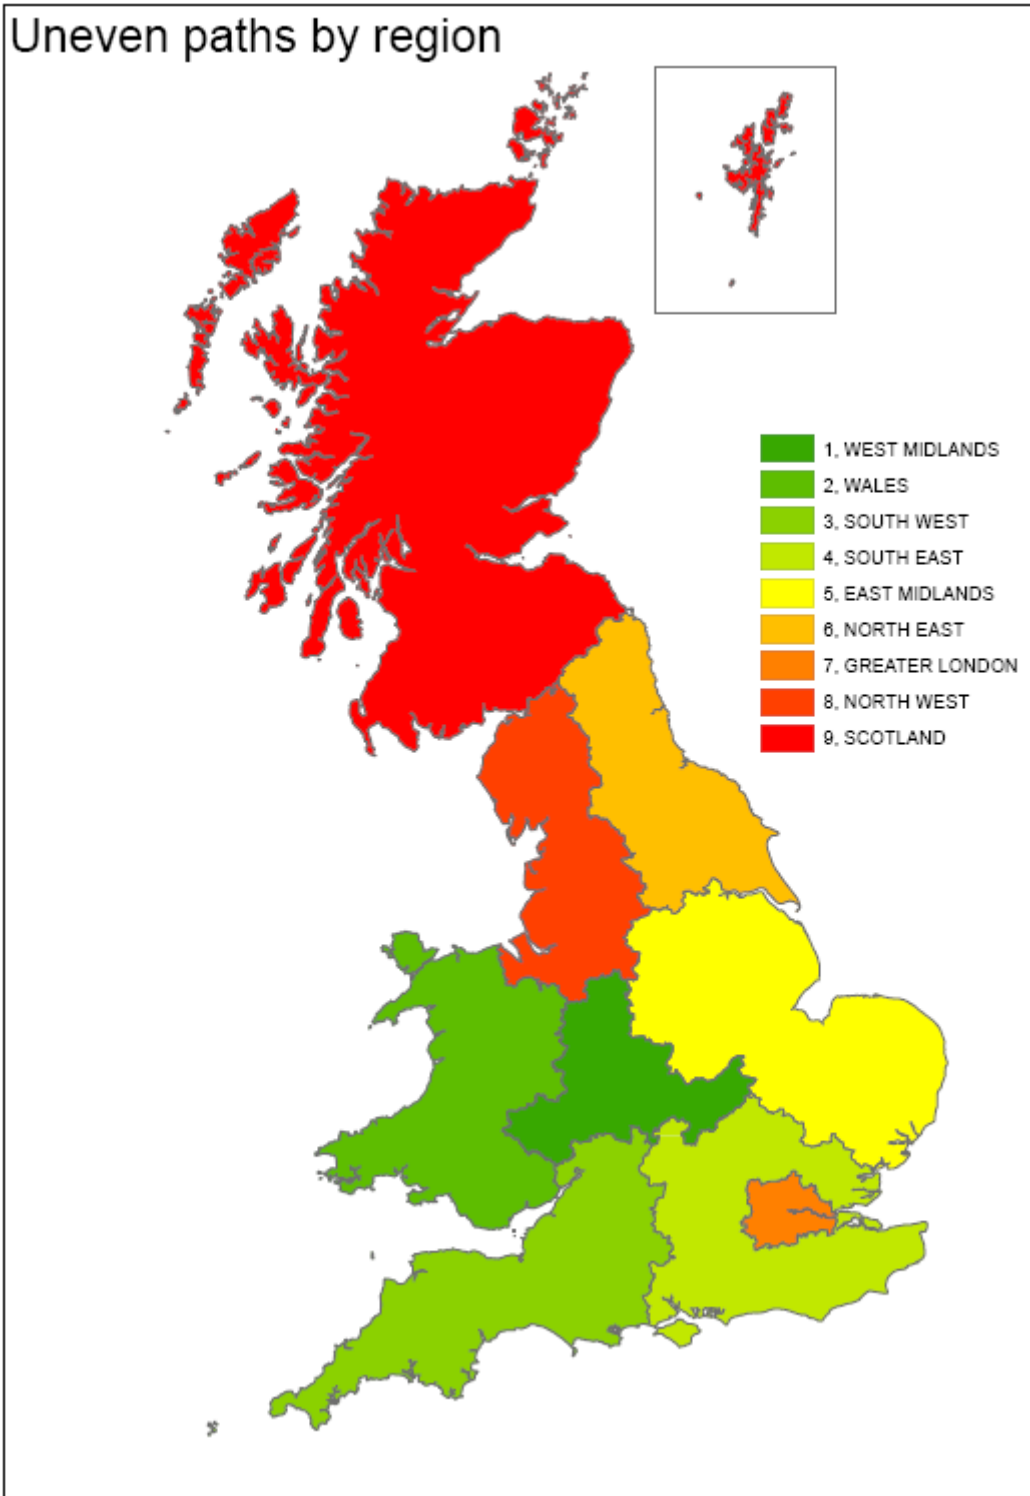 Uneven paths by region
1, WEST MIDLANDS
2, WALES
3, SOUTH WEST
4, SOUTH EAST
5, EAST MIDLANDS
6, NORTH EAST
7, GREATER LONDON
8, NORTH WEST
9, SCOTLAND